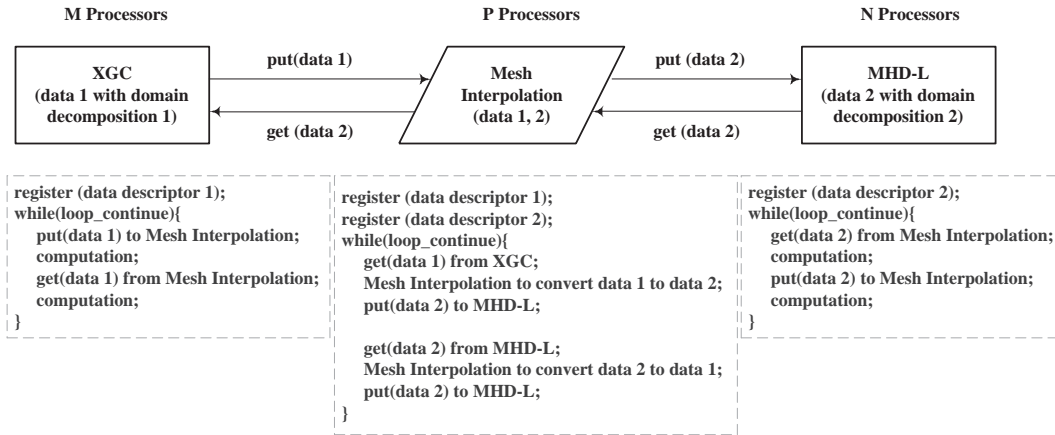 M Processors
P Processors
N Processors
XGC
(data 1 with domain
decomposition 1)
put(data 1)
get (data 2)
Mesh
Interpolation
(data 1, 2)
put (data 2)
get (data 2)
MHD-L
(data 2 with domain
decomposition 2)
register (data descriptor 1);
while(loop_continue){
put(data 1) to Mesh Interpolation;
computation;
get(data 1) from Mesh Interpolation;
computation;
}
register (data descriptor 1);
register (data descriptor 2);
while(loop_continue){
get(data 1) from XGC;
Mesh Interpolation to convert data 1 to data 2;
put(data 2) to MHD-L;
get(data 2) from MHD-L;
Mesh Interpolation to convert data 2 to data 1;
put(data 2) to MHD-L;
}
register (data descriptor 2);
while(loop_continue){
get(data 2) from Mesh Interpolation;
computation;
put(data 2) to Mesh Interpolation;
computation;
}